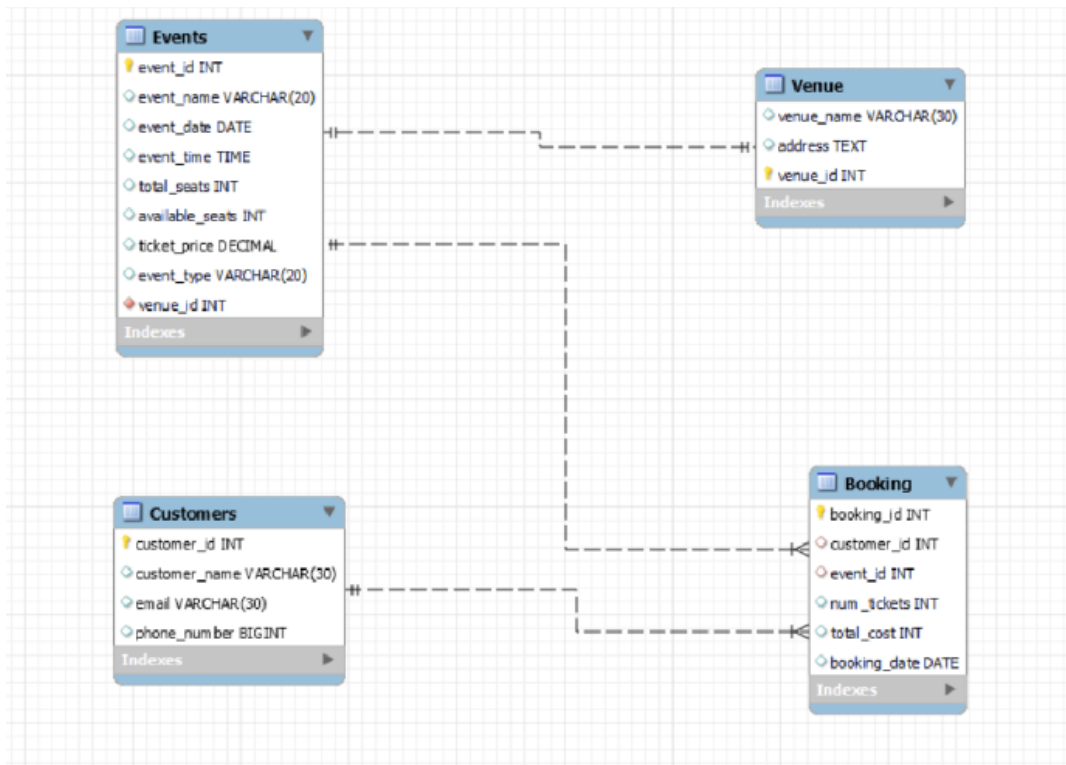 Events
event_id INT
event_name VARCHAR(20)
event_date DATE
event_time TIME
total_seats INT
available_seats INT
ticket_price DECIMAL
event_type VARCHAR(20)
venue_id INT
Indexes
Venue
venue_name VARCHAR(30)
address TEXT
venue_id INT
Indexes
Customers
customer_id INT
customer_name VARCHAR(30)
email VARCHAR(30)
phone_number BIGINT
Indexes
Booking
booking_id INT
customer_id INT
event_id INT
num_tickets INT
total_cost INT
booking_date DATE
Indexes